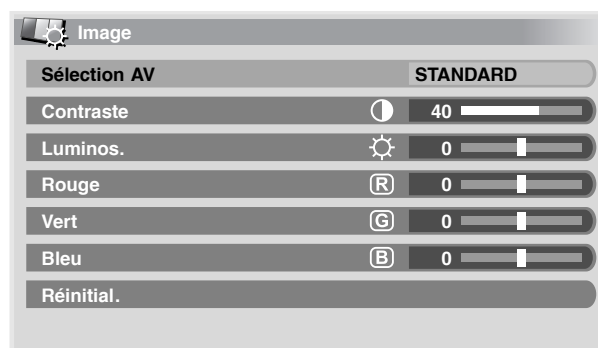 Image
Sélection AV STANDARD
Contraste 40
Luminos. 0
Rouge R 0
Vert G 0
Bleu B 0
Réinitial.